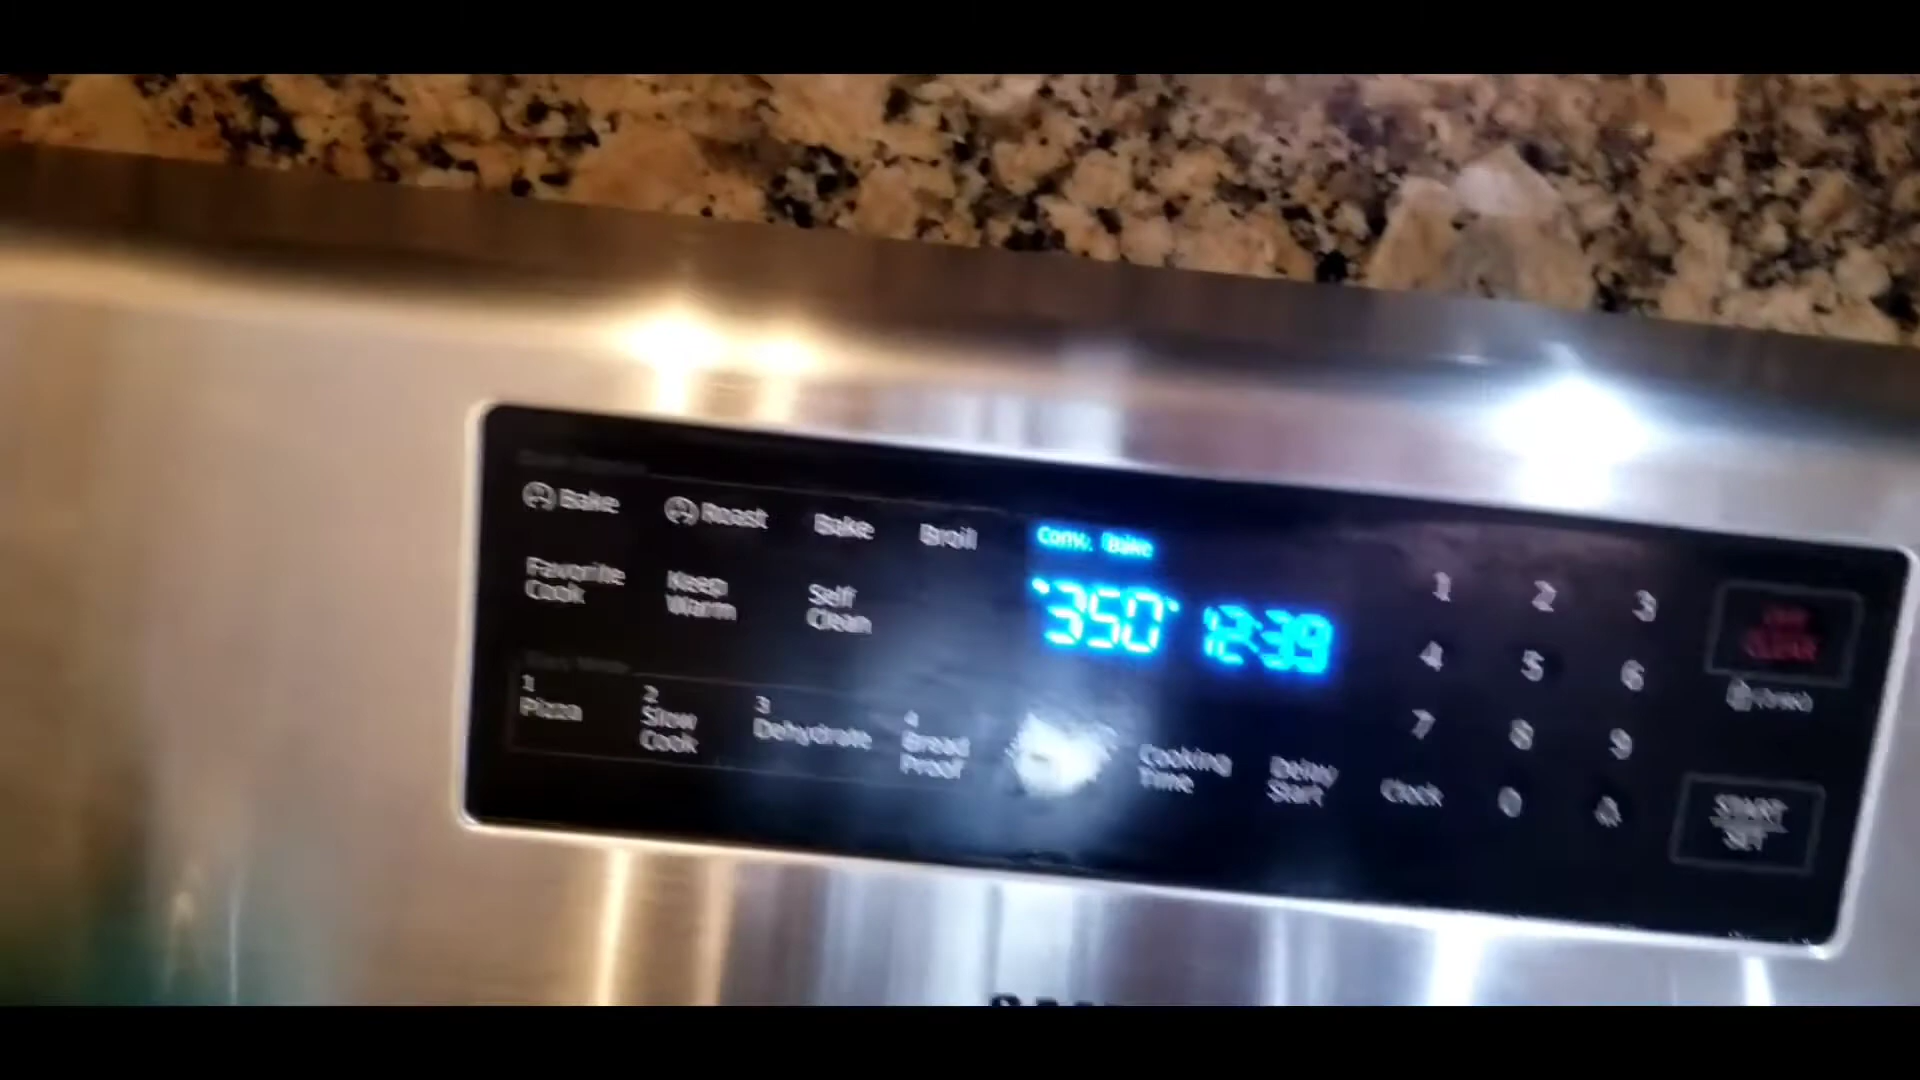 Bake Roast Bake Broil
Conv. Bake
Favorite Cook
Keep Warm
Self Clean
350° 12:39
1 2 3
4 5 6
7 8 9
0
1 Pizza
2 Slow Cook
3 Dehydrate
4 Bread Proof
Cooking Time
Delay Start
Clock
OFF CLEAR
START SET